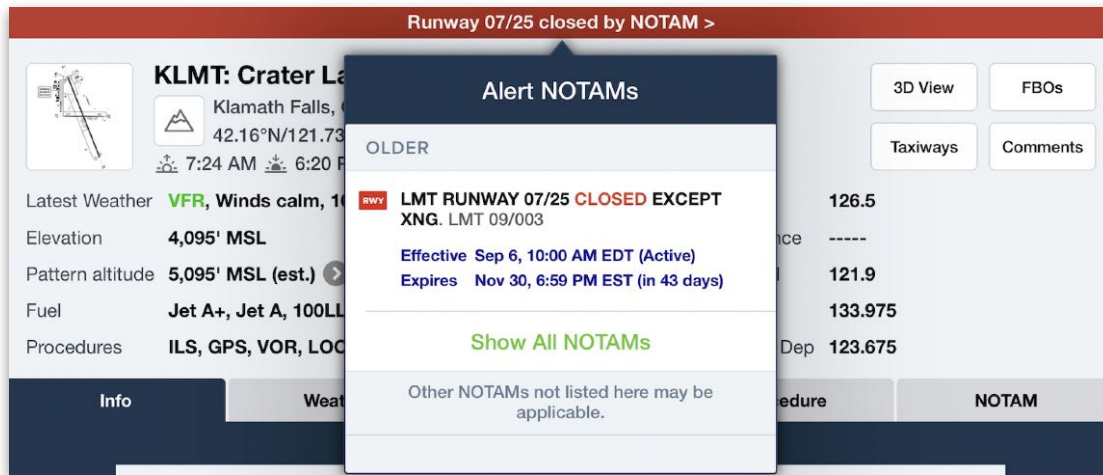 Runway 07/25 closed by NOTAM >
KLMT: Crater La
Klamath Falls,
42.16°N/121.73
7:24 AM 6:20 P
3D View
FBOs
Taxiways
Comments
Latest Weather VFR, Winds calm, 1
Elevation 4,095' MSL
Pattern altitude 5,095' MSL (est.)
Fuel Jet A+, Jet A, 100LL
Procedures ILS, GPS, VOR, LOC
Alert NOTAMs
OLDER
RWY LMT RUNWAY 07/25 CLOSED EXCEPT
XNG. LMT 09/003
Effective Sep 6, 10:00 AM EDT (Active)
Expires Nov 30, 6:59 PM EST (in 43 days)
Show All NOTAMs
Other NOTAMs not listed here may be
applicable.
126.5
nce -----
121.9
133.975
Dep 123.675
Info
Weat
edure
NOTAM